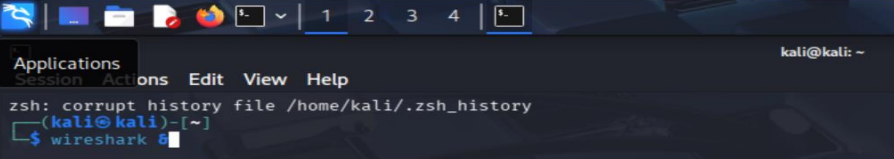 1 2 3 4
kali@kali: ~
Applications
Session Actions Edit View Help
zsh: corrupt history file /home/kali/.zsh_history
┌──(kali㉿kali)-[~]
└─$ wireshark &